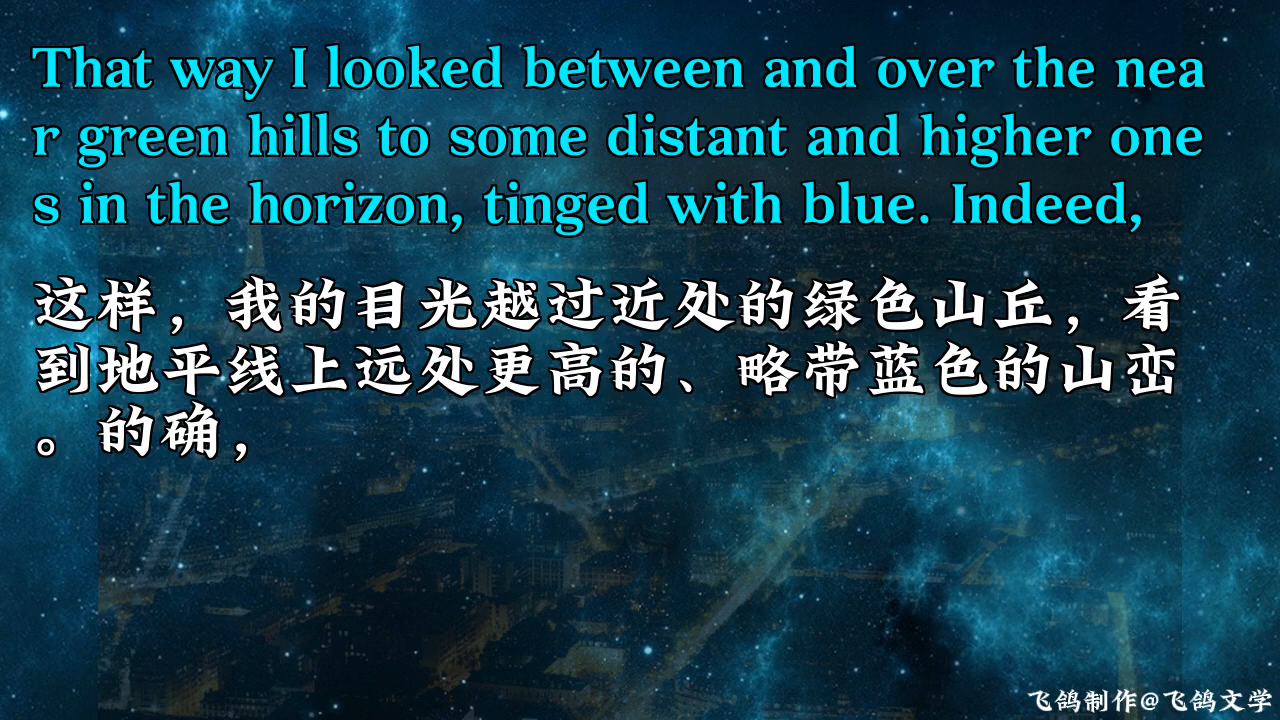 That way I looked between and over the nea
r green hills to some distant and higher one
s in the horizon, tinged with blue. Indeed,
这样，我的目光越过近处的绿色山丘，看
到地平线上远处更高的、略带蓝色的山峦
。的确，
飞鸽制作@飞鸽文学